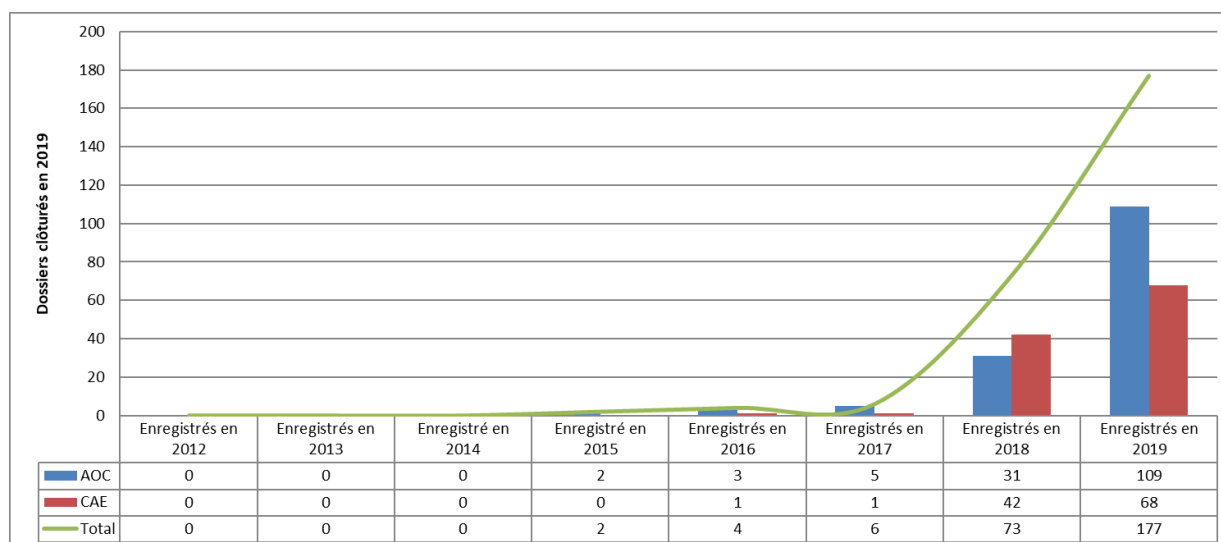 200
180
160
140
120
100
80
60
40
20
0
Dossiers clôturés en 2019
Enregistrés en 2012 Enregistrés en 2013 Enregistré en 2014 Enregistrés en 2015 Enregistrés en 2016 Enregistrés en 2017 Enregistrés en 2018 Enregistrés en 2019
AOC 0 0 0 2 3 5 31 109
CAE 0 0 0 0 1 1 42 68
Total 0 0 0 2 4 6 73 177